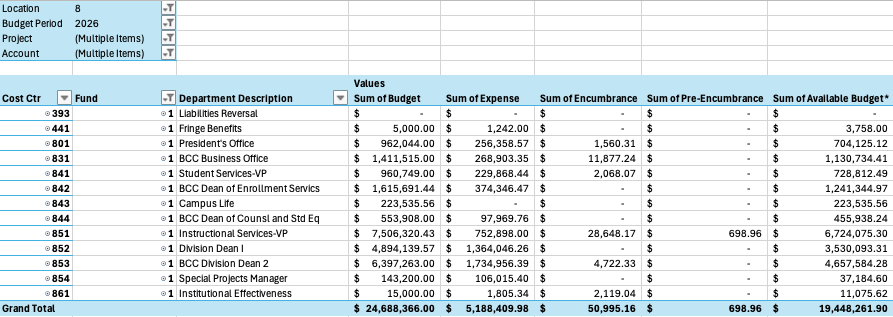 Location 8
Budget Period 2026
Project (Multiple Items)
Account (Multiple Items)
Values
Cost Ctr Fund Department Description Sum of Budget Sum of Expense Sum of Encumbrance Sum of Pre-Encumbrance Sum of Available Budget*
393 1 Liabilities Reversal $ - $ - $ - $ - $ -
441 1 Fringe Benefits $ 5,000.00 $ 1,242.00 $ - $ - $ 3,758.00
801 1 President's Office $ 962,044.00 $ 256,358.57 $ 1,560.31 $ - $ 704,125.12
831 1 BCC Business Office $ 1,411,515.00 $ 268,903.35 $ 11,877.24 $ - $ 1,130,734.41
841 1 Student Services-VP $ 960,749.00 $ 229,868.44 $ 2,068.07 $ - $ 728,812.49
842 1 BCC Dean of Enrollment Servics $ 1,615,691.44 $ 374,346.47 $ - $ - $ 1,241,344.97
843 1 Campus Life $ 223,535.56 $ - $ - $ - $ 223,535.56
844 1 BCC Dean of Counsl and Std Eq $ 553,908.00 $ 97,969.76 $ - $ - $ 455,938.24
851 1 Instructional Services-VP $ 7,506,320.43 $ 752,898.00 $ 28,648.17 $ 698.96 $ 6,724,075.30
852 1 Division Dean I $ 4,894,139.57 $ 1,364,046.26 $ - $ - $ 3,530,093.31
853 1 BCC Division Dean 2 $ 6,397,263.00 $ 1,734,956.39 $ 4,722.33 $ - $ 4,657,584.28
854 1 Special Projects Manager $ 143,200.00 $ 106,015.40 $ - $ - $ 37,184.60
861 1 Institutional Effectiveness $ 15,000.00 $ 1,805.34 $ 2,119.04 $ - $ 11,075.62
Grand Total $ 24,688,366.00 $ 5,188,409.98 $ 50,995.16 $ 698.96 $ 19,448,261.90